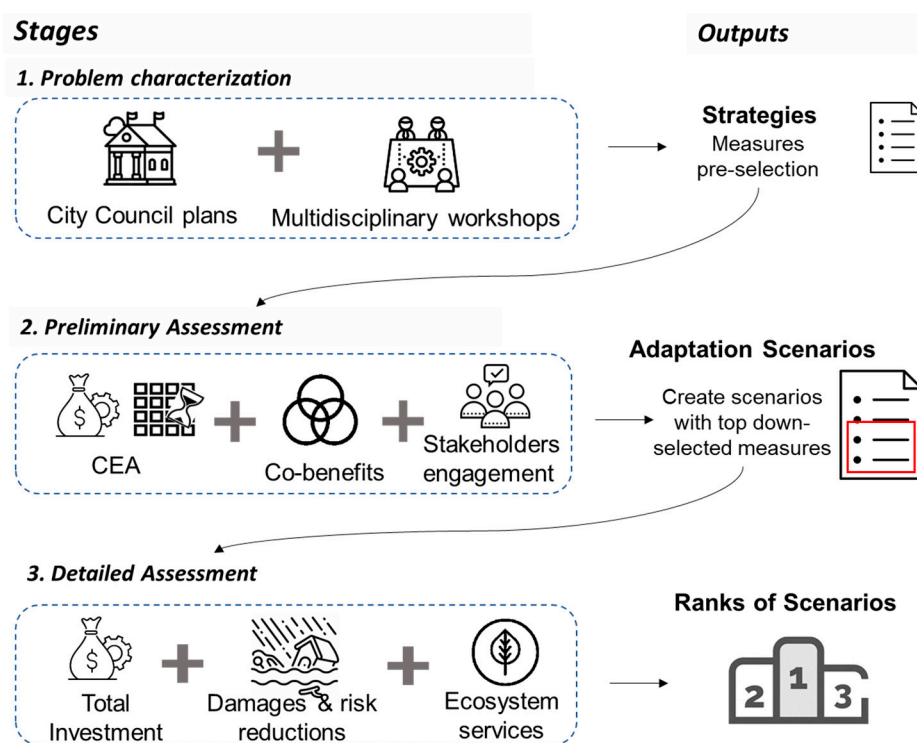 Stages
Outputs
1. Problem characterization
City Council plans
Multidisciplinary workshops
Strategies
Measures
pre-selection
2. Preliminary Assessment
$
CEA
Co-benefits
Stakeholders
engagement
Adaptation Scenarios
Create scenarios
with top down-
selected measures
3. Detailed Assessment
$
Total
Investment
Damages & risk
reductions
Ecosystem
services
Ranks of Scenarios
2 1 3